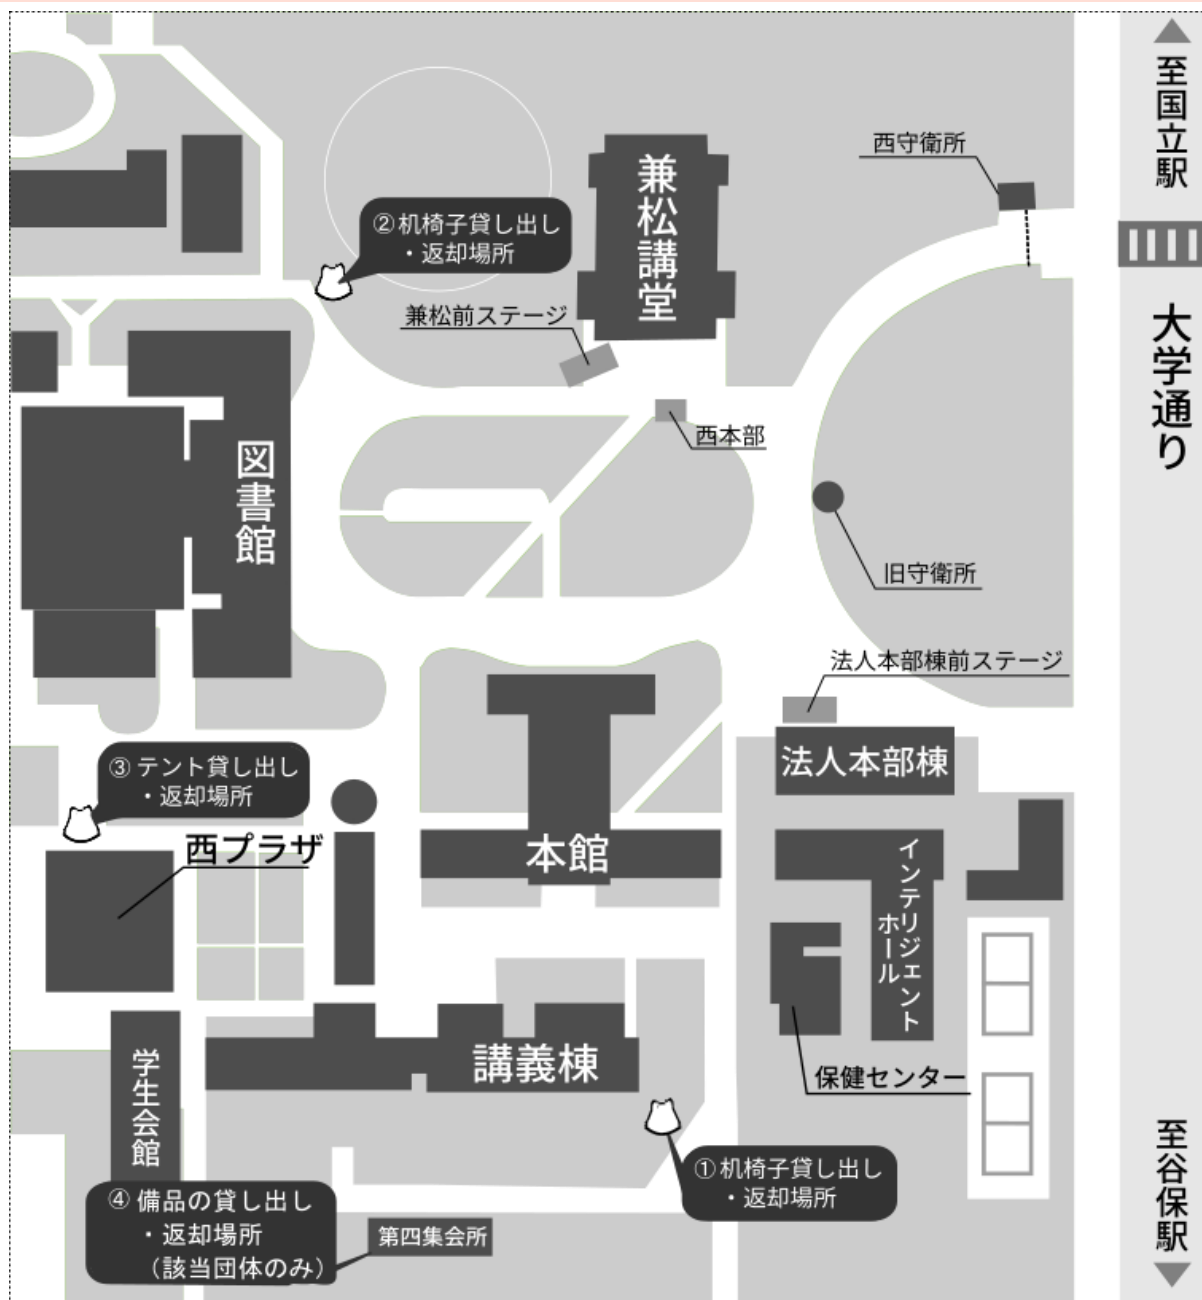 至国立駅
西守衛所
兼松講堂
②机椅子貸し出し
・返却場所
兼松前ステージ
大学通り
西本部
図書館
旧守衛所
法人本部棟前ステージ
法人本部棟
③ テント貸し出し
・返却場所
西プラザ
本館
インテリジェント
ホール
講義棟
学生会館
保健センター
①机椅子貸し出し
・返却場所
④ 備品の貸し出し
・返却場所
（該当団体のみ）
第四集会所
至谷保駅